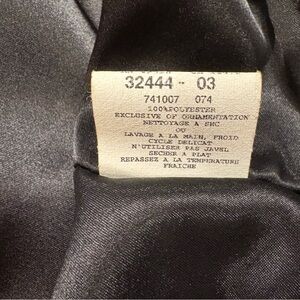 32444 - 03
741007 074
100%POLYESTER
EXCLUSIVE OF ORNAMENTATION
NETTOYAGE A SEC
OU
LAVAGE A LA MAIN, FROID
CYCLE DELICAT
N'UTILISER PAS JAVEL
SECHER A PLAT
REPASSEZ A LA TEMPERATURE
FRAICHE